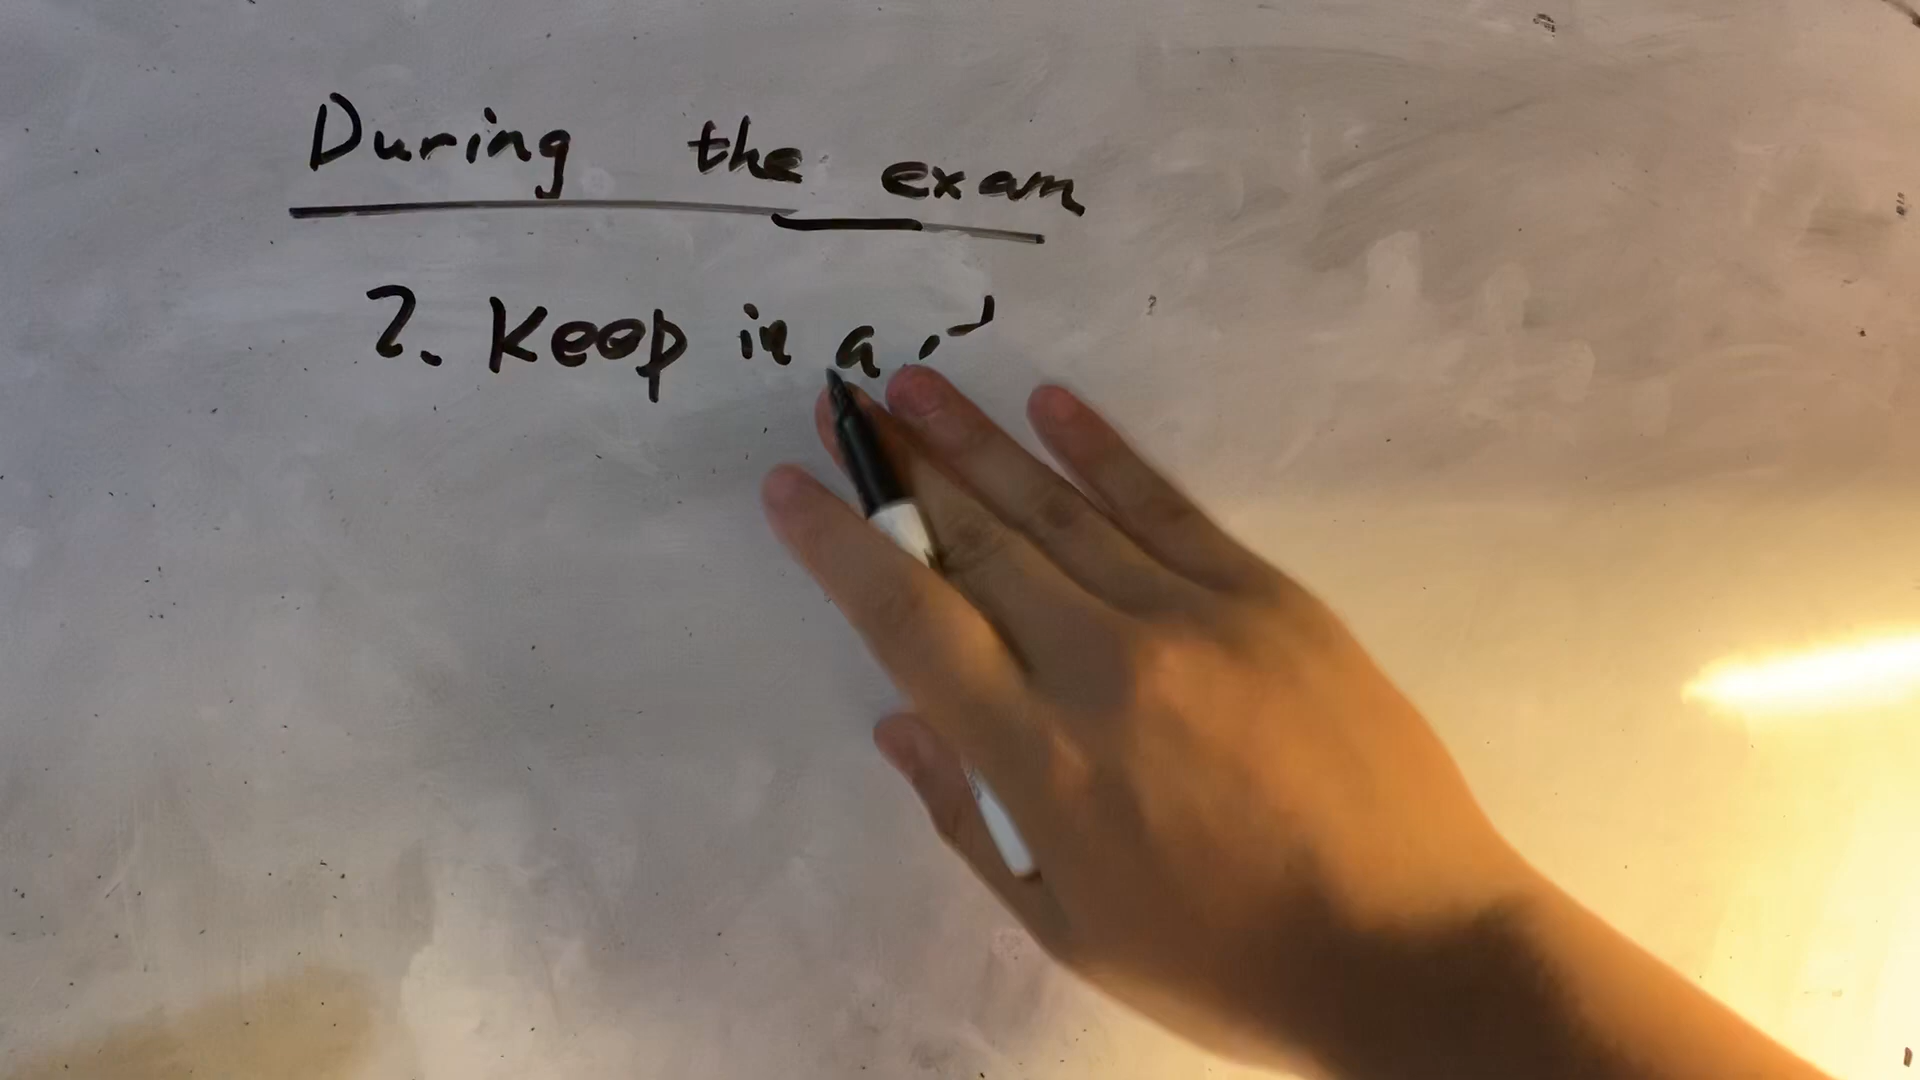 During the exam
2. Keep in a